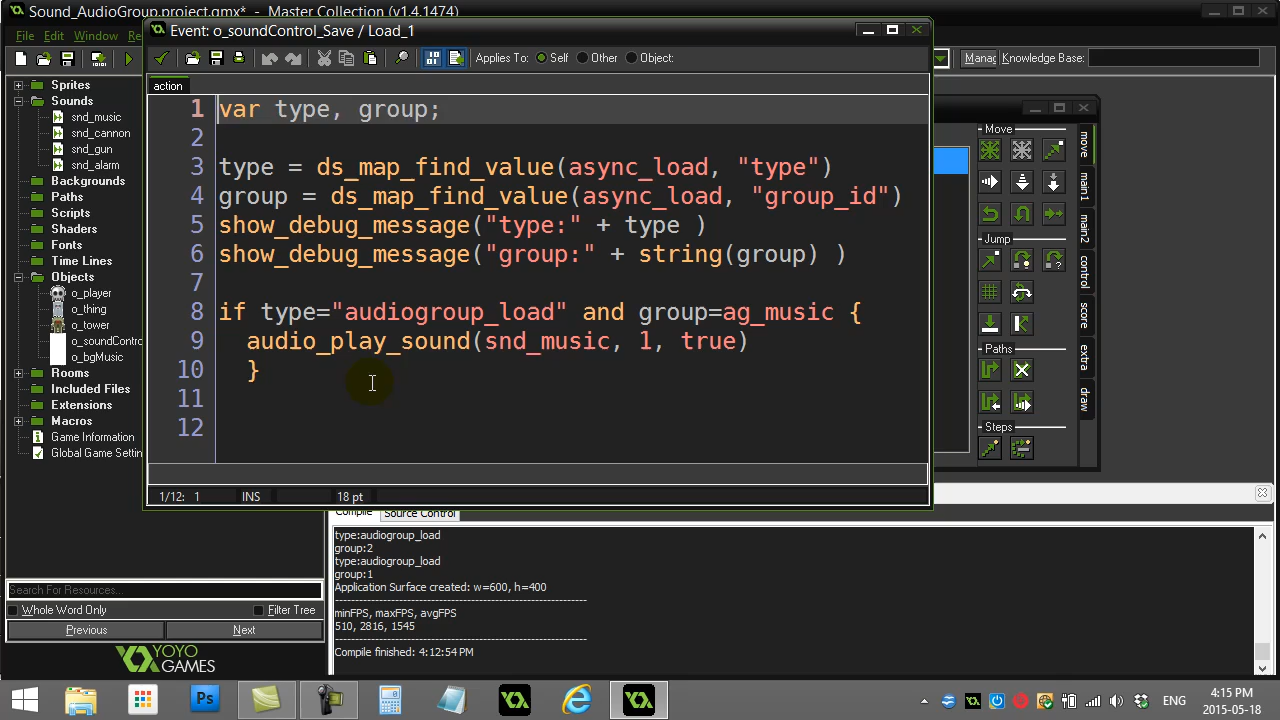 Sound_AudioGroup project.gmx* - Master Collection (v1.4.1474)
File Edit Window
Event: o_soundControl_Save / Load_1
Applies To: Self Other Object:
Knowledge Base:
action
1 var type, group;
2
3 type = ds_map_find_value(async_load, "type")
4 group = ds_map_find_value(async_load, "group_id")
5 show_debug_message("type:" + type )
6 show_debug_message("group:" + string(group) )
7
8 if type="audiogroup_load" and group=ag_music {
9 audio_play_sound(snd_music, 1, true)
10 }
11
12
1/12: 1 INS 18 pt
Sprites
Sounds
snd_music
snd_cannon
snd_gun
snd_alarm
Backgrounds
Paths
Scripts
Shaders
Fonts
Time Lines
Objects
o_player
o_thing
o_tower
o_soundContro
o_bgMusic
Rooms
Included Files
Extensions
Macros
Game Information
Global Game Settin
Search For Resources...
Whole Word Only Filter Tree
Previous Next
YOYO
GAMES
Move
Jump
Paths
Steps
move
main1
main2
control
score
extra
draw
Compile Source Control
type:audiogroup_load
group:2
type:audiogroup_load
group:1
Application Surface created: w=600, h=400
minFPS, maxFPS, avgFPS
510, 2816, 1545
Compile finished: 4:12:54 PM
Ps
ENG
4:15 PM
2015-05-18